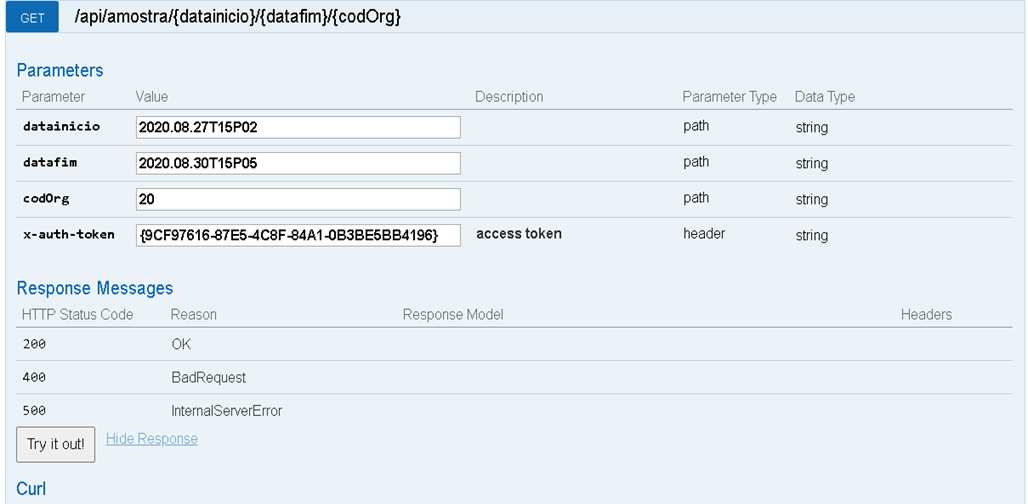 GET /api/amostra/{datainicio}/{datafim}/{codOrg}
Parameters
Parameter Value Description Parameter Type Data Type
datainicio 2020.08.27T15P02 path string
datafim 2020.08.30T15P05 path string
codOrg 20 path string
x-auth-token {9CF97616-87E5-4C8F-84A1-0B3BE5BB4196} access token header string
Response Messages
HTTP Status Code Reason Response Model Headers
200 OK
400 BadRequest
500 InternalServerError
Try it out! Hide Response
Curl